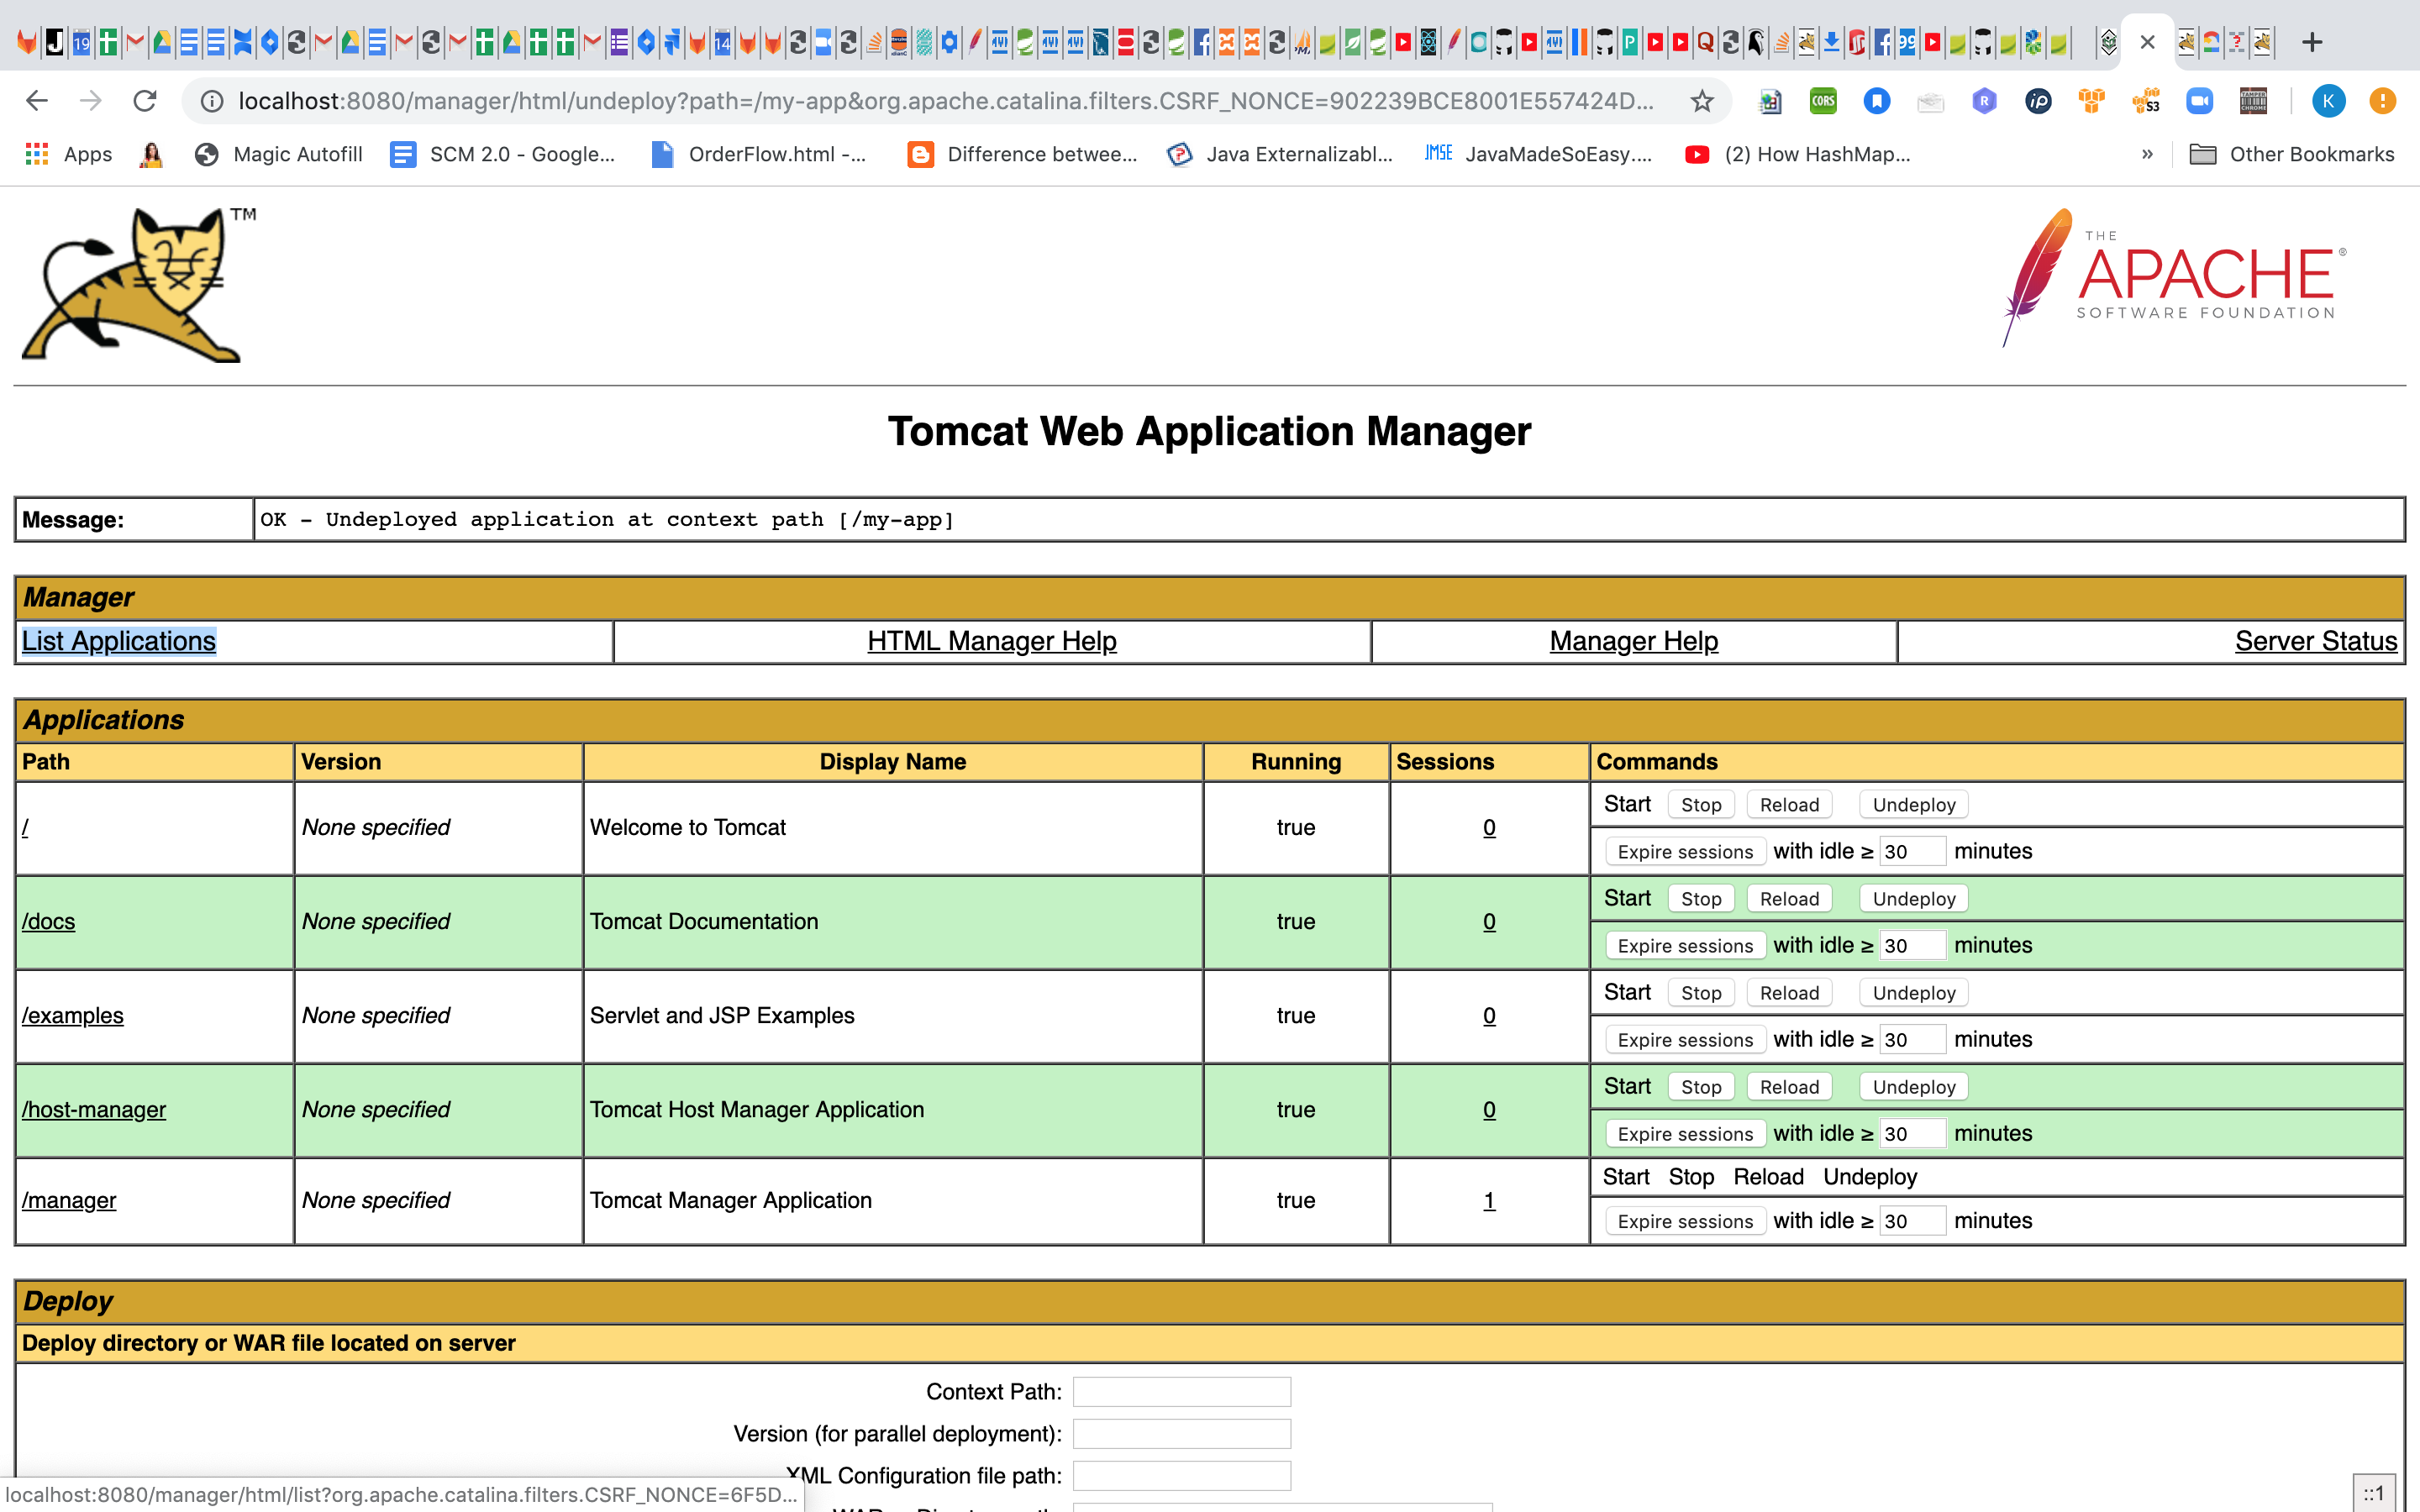 localhost:8080/manager/html/undeploy?path=/my-app&org.apache.catalina.filters.CSRF_NONCE=902239BCE8001E557424D...
Apps Magic Autofill SCM 2.0 - Google... OrderFlow.html -... Difference betwee... Java Externalizabl... JMSE JavaMadeSoEasy.... (2) How HashMap... » Other Bookmarks
TM
THE
APACHE®
SOFTWARE FOUNDATION
Tomcat Web Application Manager
Message: OK - Undeployed application at context path [/my-app]
Manager
List Applications HTML Manager Help Manager Help Server Status
Applications
Path Version Display Name Running Sessions Commands
/ None specified Welcome to Tomcat true 0 Start Stop Reload Undeploy
Expire sessions with idle ≥ 30 minutes
/docs None specified Tomcat Documentation true 0 Start Stop Reload Undeploy
Expire sessions with idle ≥ 30 minutes
/examples None specified Servlet and JSP Examples true 0 Start Stop Reload Undeploy
Expire sessions with idle ≥ 30 minutes
/host-manager None specified Tomcat Host Manager Application true 0 Start Stop Reload Undeploy
Expire sessions with idle ≥ 30 minutes
/manager None specified Tomcat Manager Application true 1 Start Stop Reload Undeploy
Expire sessions with idle ≥ 30 minutes
Deploy
Deploy directory or WAR file located on server
Context Path:
Version (for parallel deployment):
XML Configuration file path:
localhost:8080/manager/html/list?org.apache.catalina.filters.CSRF_NONCE=6F5D...
::1